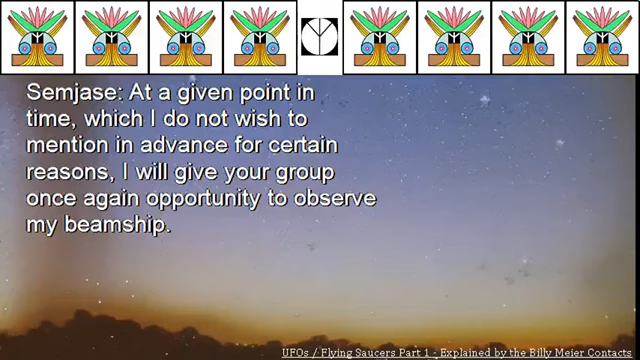 Semjase: At a given point in
time, which I do not wish to
mention in advance for certain
reasons, I will give your group
once again opportunity to observe
my beamship.
UFOs / Flying Saucers Part 1 - Explained by the Billy Meier Contacts